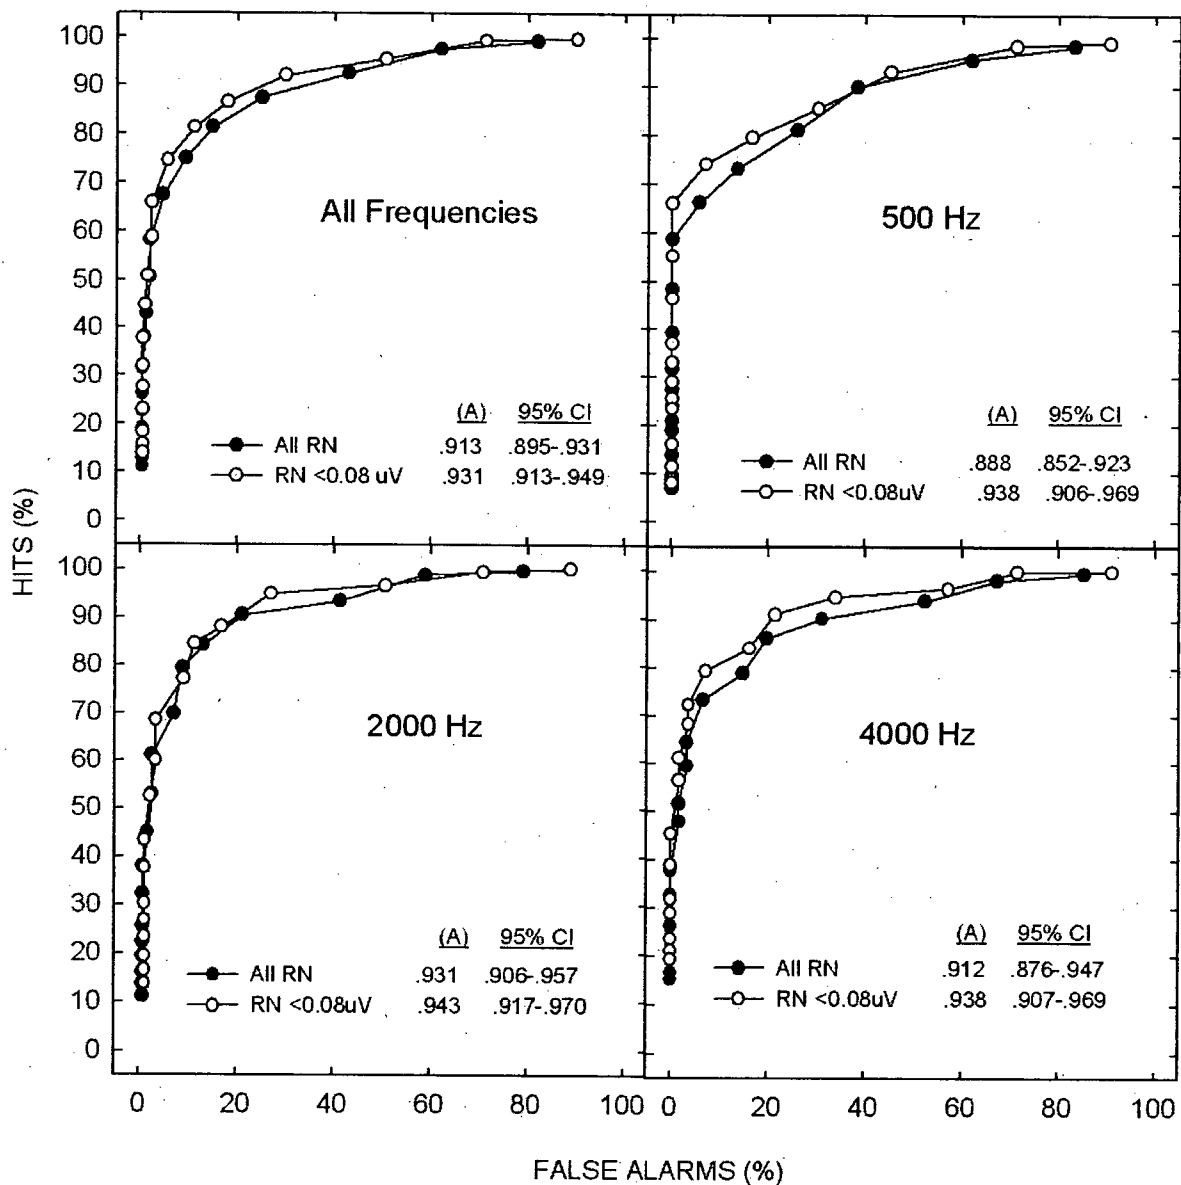 100
90
80
70
60
50
40
30
20
10
0
All Frequencies
(A) 95% CI
All RN .913 .895-.931
RN <0.08 uV .931 .913-.949
500 Hz
(A) 95% CI
All RN .888 .852-.923
RN <0.08uV .938 .906-.969
HITS (%)
100
90
80
70
60
50
40
30
20
10
0
2000 Hz
(A) 95% CI
All RN .931 .906-.957
RN <0.08uV .943 .917-.970
4000 Hz
(A) 95% CI
All RN .912 .876-.947
RN <0.08uV .938 .907-.969
0 20 40 60 80 100
0 20 40 60 80 100
FALSE ALARMS (%)